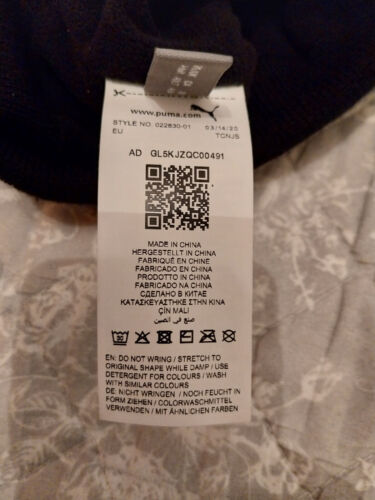 www.puma.com
STYLE NO. 022830-01 03/14/20
EU TCNJS
AD GL5KJZQC00491
MADE IN CHINA
HERGESTELLT IN CHINA
FABRIQUÉ EN CHINE
FABRICADO EN CHINA
PRODOTTO IN CHINA
FABRICADO NA CHINA
СДЕЛАНО В КИТАЕ
ΚΑΤΑΣΚΕΥΑΣΤΗΚΕ ΣΤΗΝ ΚΙΝΑ
ÇİN MALI
صنع في الصين
EN: DO NOT WRING / STRETCH TO
ORIGINAL SHAPE WHILE DAMP / USE
DETERGENT FOR COLOURS / WASH
WITH SIMILAR COLOURS
DE: NICHT WRINGEN / NOCH FEUCHT IN
FORM ZIEHEN / COLORWASCHMITTEL
VERWENDEN / MIT ÄHNLICHEN FARBEN